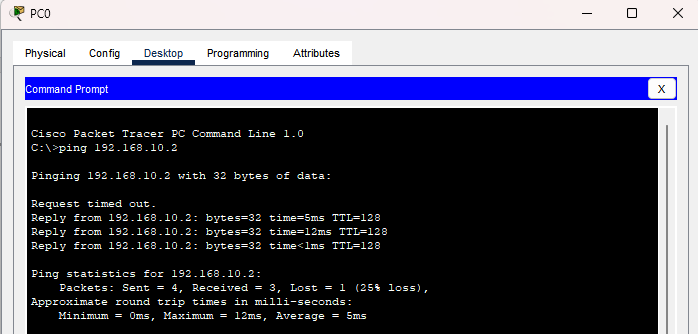 PC0
Physical Config Desktop Programming Attributes
Command Prompt X
Cisco Packet Tracer PC Command Line 1.0
C:\>ping 192.168.10.2
Pinging 192.168.10.2 with 32 bytes of data:
Request timed out.
Reply from 192.168.10.2: bytes=32 time=5ms TTL=128
Reply from 192.168.10.2: bytes=32 time=12ms TTL=128
Reply from 192.168.10.2: bytes=32 time<1ms TTL=128
Ping statistics for 192.168.10.2:
Packets: Sent = 4, Received = 3, Lost = 1 (25% loss),
Approximate round trip times in milli-seconds:
Minimum = 0ms, Maximum = 12ms, Average = 5ms